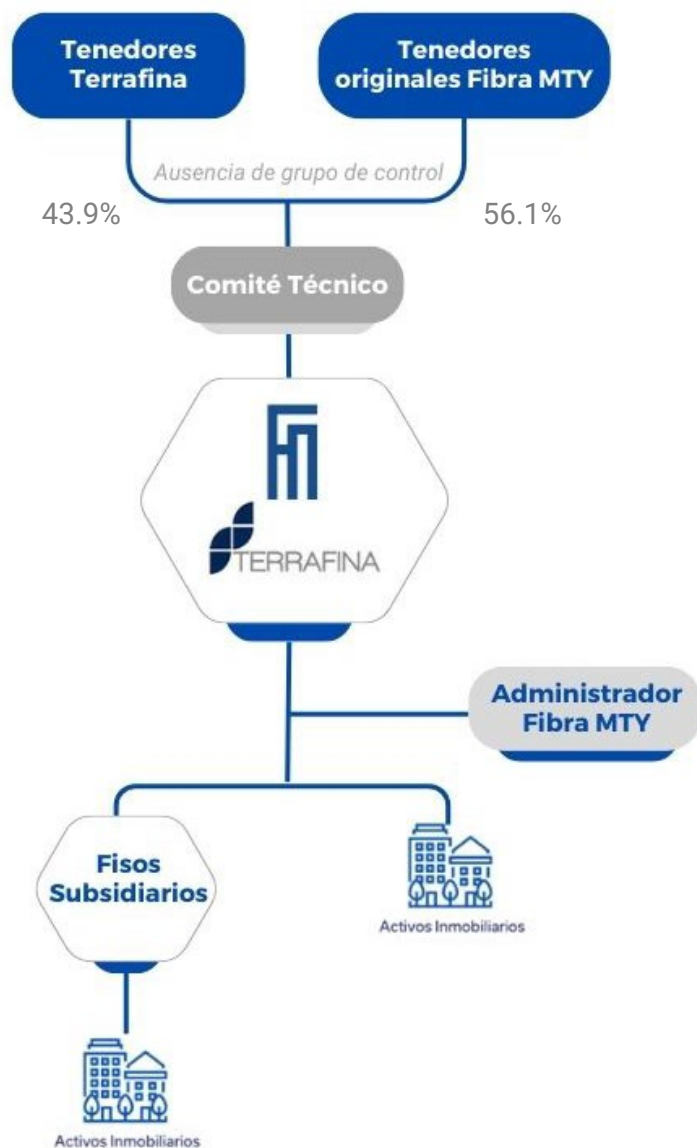 Tenedores
Terrafina
Tenedores
originales Fibra MTY
Ausencia de grupo de control
43.9%
56.1%
Comité Técnico
TERRAFINA
Administrador
Fibra MTY
Fisos
Subsidiarios
Activos Inmobiliarios
Activos Inmobiliarios